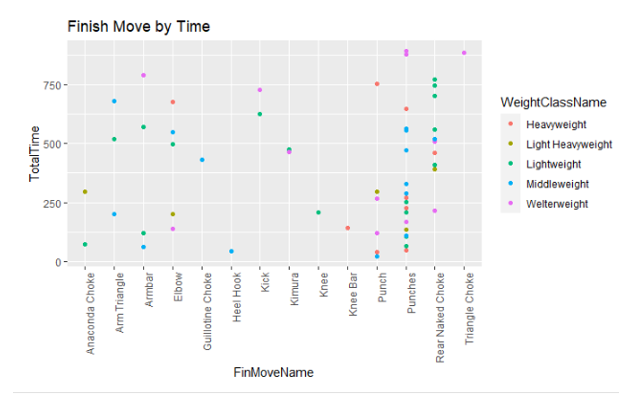 Finish Move by Time
TotalTime
750
500
250
0
Anaconda Choke
Arm Triangle
Armbar
Elbow
Guillotine Choke
Heel Hook
Kick
Kimura
Knee
Knee Bar
Punch
Punches
Rear Naked Choke
Triangle Choke
FinMoveName
WeightClassName
Heavyweight
Light Heavyweight
Lightweight
Middleweight
Welterweight